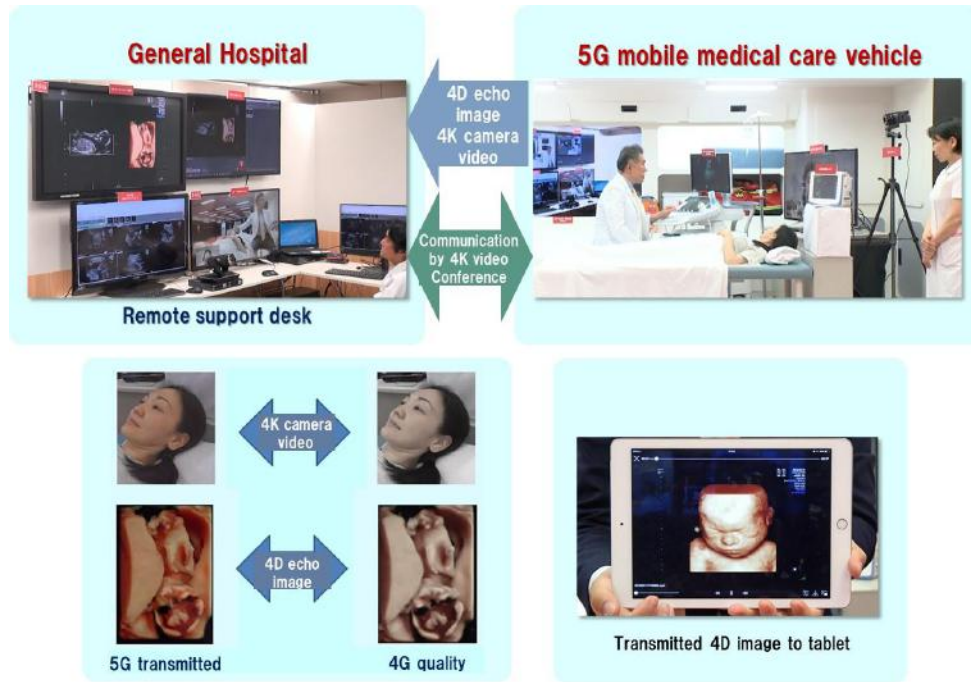 General Hospital
5G mobile medical care vehicle
4D echo
image
4K camera
video
Communication
by 4K video
Conference
Remote support desk
4K camera
video
4D echo
image
5G transmitted
4G quality
Transmitted 4D image to tablet